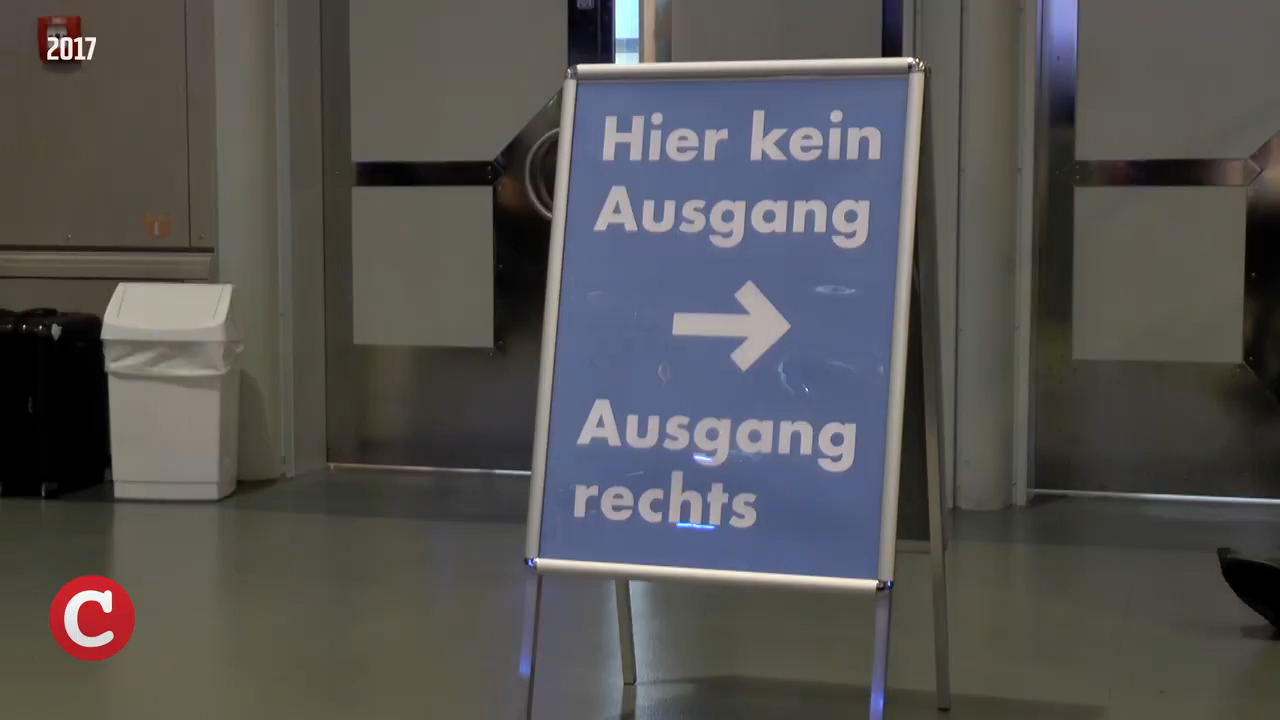 2017
Hier kein
Ausgang
→
Ausgang
rechts
C